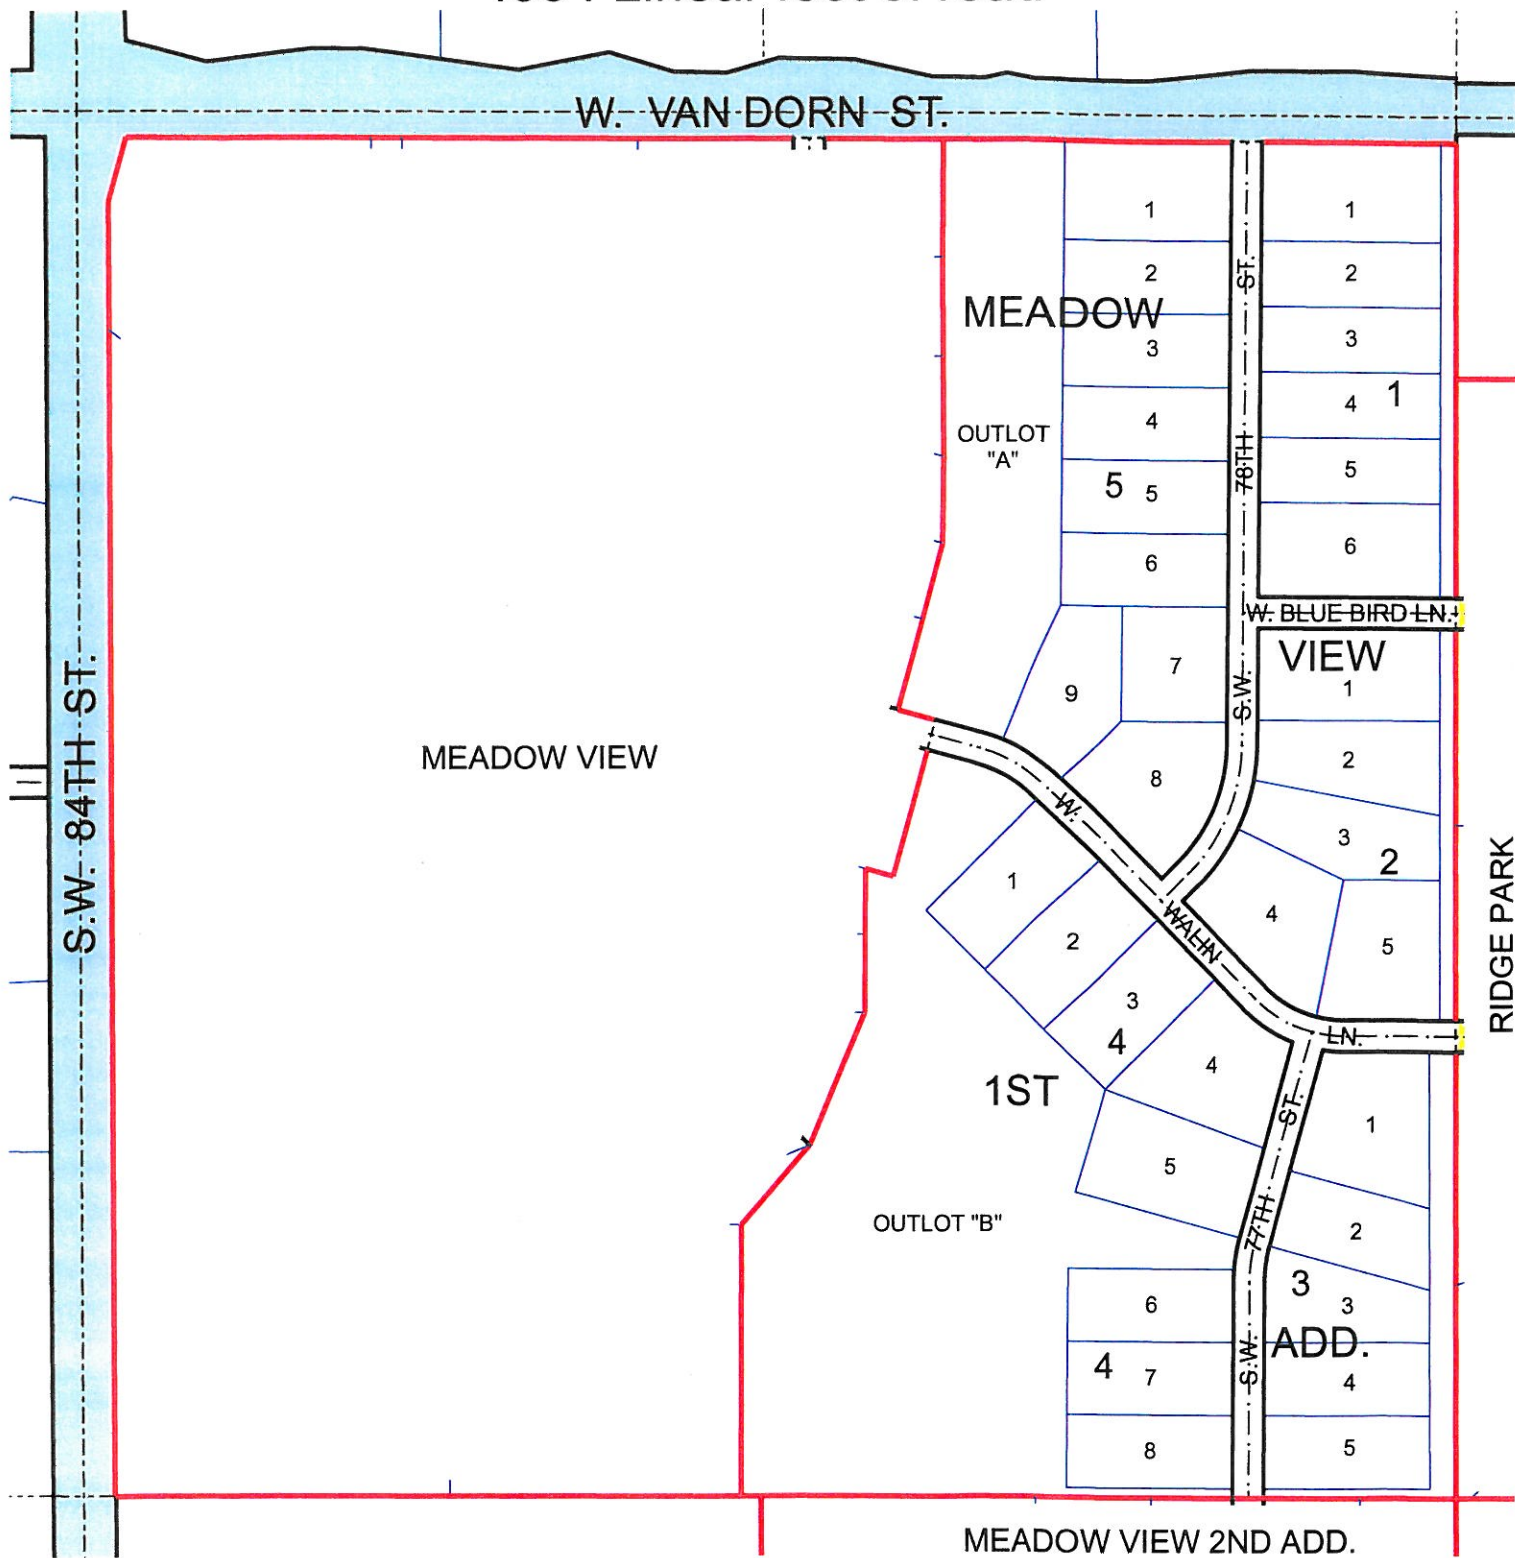 W. VAN DORN ST.
S.W. 84TH ST.
MEADOW VIEW
MEADOW
VIEW
1ST
ADD.
OUTLOT
"A"
OUTLOT "B"
S.W. 78TH ST.
W. BLUE BIRD LN.
W. WALIN LN.
S.W. 77TH ST.
RIDGE PARK
MEADOW VIEW 2ND ADD.
5
1
2
3
4
5
6
7
8
9
1
1
2
3
4
5
6
2
1
2
3
4
5
4
1
2
3
4
5
4
6
7
8
3
1
2
3
4
5